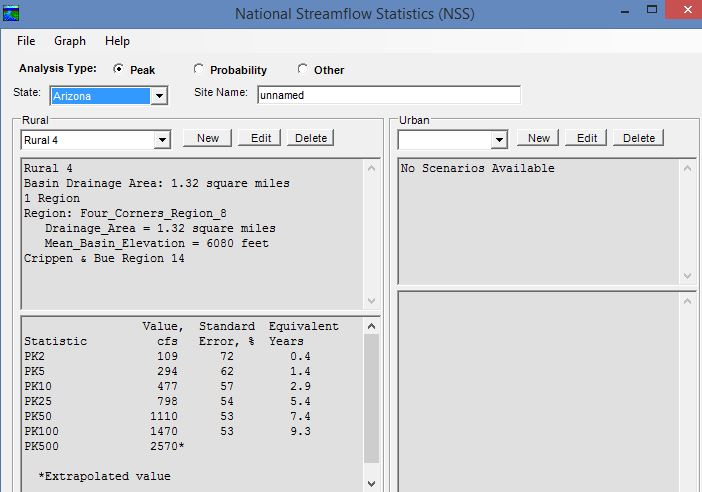 National Streamflow Statistics (NSS)
File Graph Help
Analysis Type: Peak Probability Other
State: Arizona Site Name: unnamed
Rural
Rural 4 New Edit Delete
Rural 4
Basin Drainage Area: 1.32 square miles
1 Region
Region: Four_Corners_Region_8
Drainage_Area = 1.32 square miles
Mean_Basin_Elevation = 6080 feet
Crippen & Bue Region 14
Value, Standard Equivalent
Statistic cfs Error, % Years
PK2 109 72 0.4
PK5 294 62 1.4
PK10 477 57 2.9
PK25 798 54 5.4
PK50 1110 53 7.4
PK100 1470 53 9.3
PK500 2570*
*Extrapolated value
Urban
New Edit Delete
No Scenarios Available